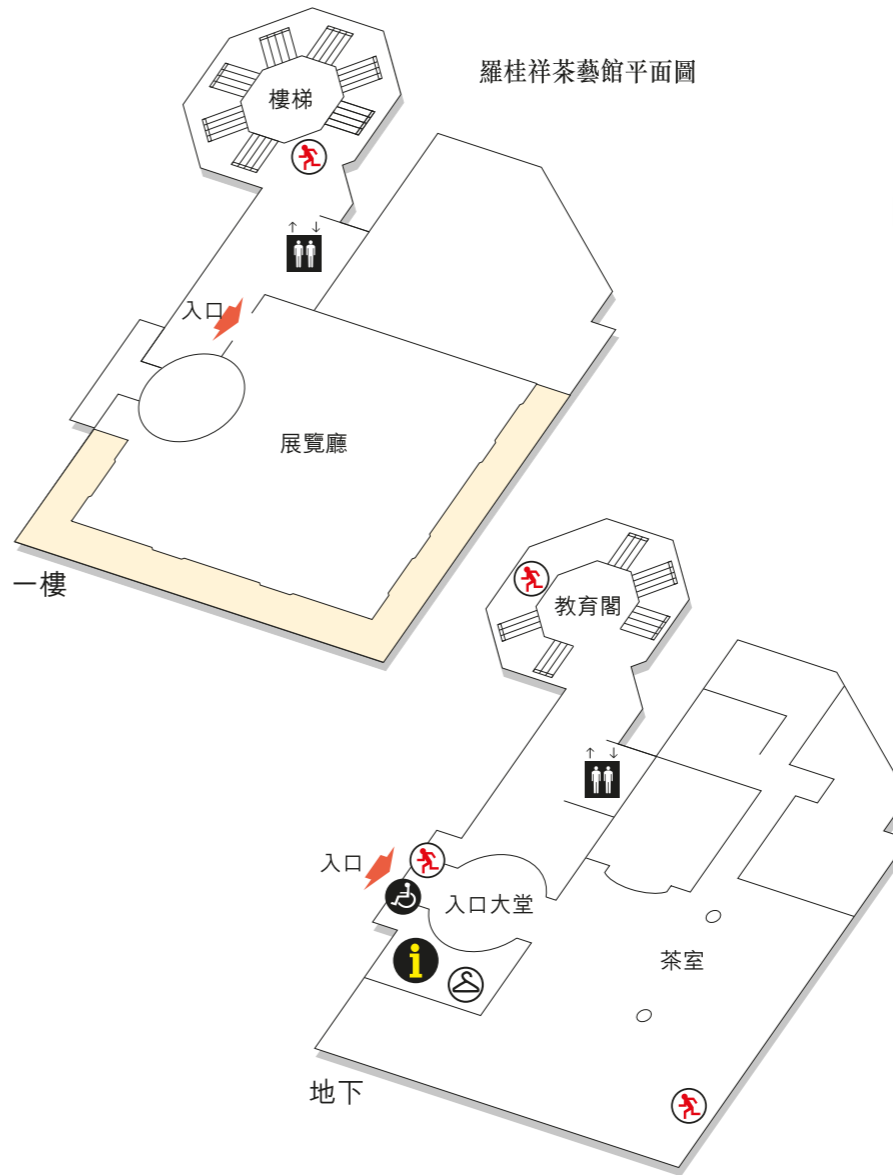 羅桂祥茶藝館平面圖
樓梯
↑ ↓
入口
展覽廳
一樓
教育閣
↑ ↓
入口
入口大堂
茶室
i
地下